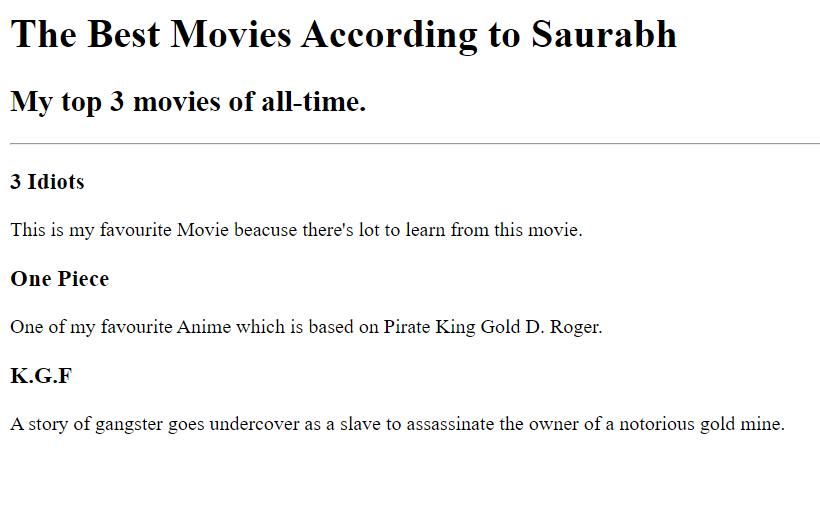 The Best Movies According to Saurabh
My top 3 movies of all-time.
3 Idiots
This is my favourite Movie beacuse there's lot to learn from this movie.
One Piece
One of my favourite Anime which is based on Pirate King Gold D. Roger.
K.G.F
A story of gangster goes undercover as a slave to assassinate the owner of a notorious gold mine.